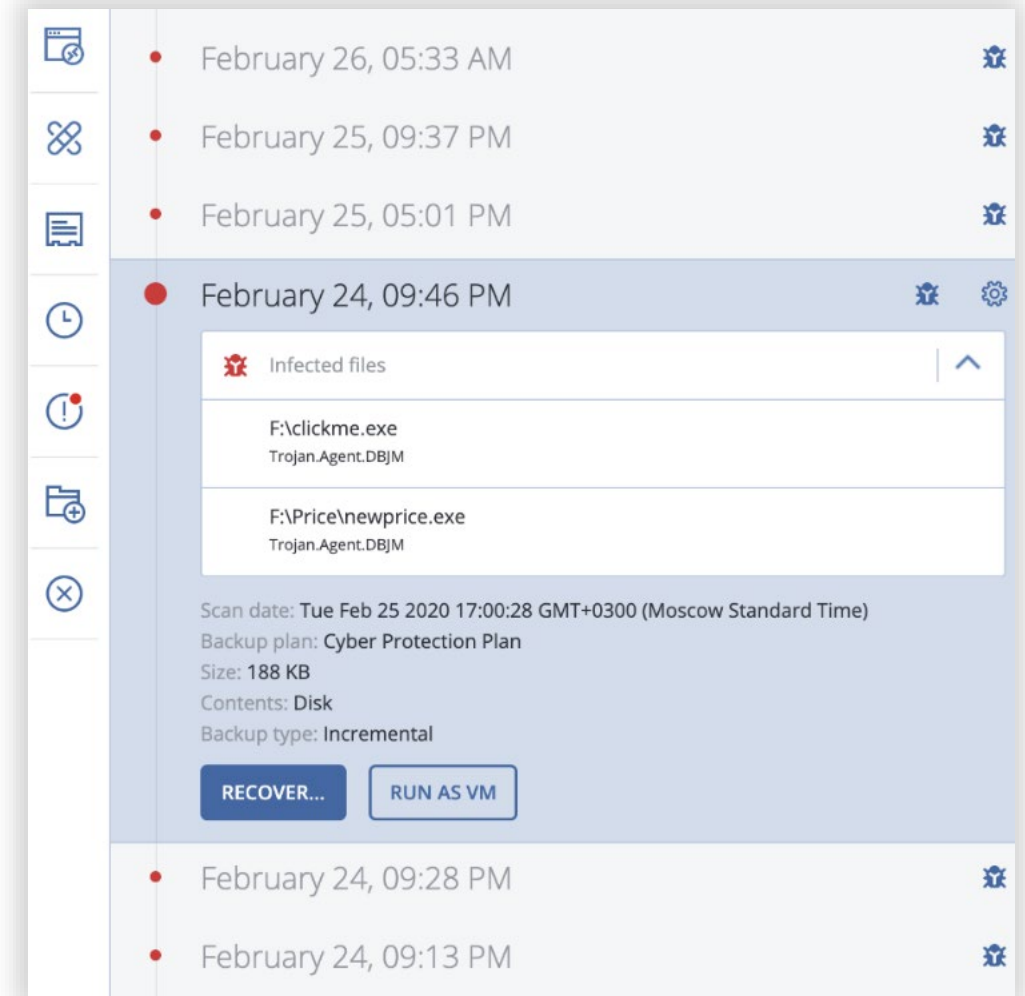 February 26, 05:33 AM
February 25, 09:37 PM
February 25, 05:01 PM
February 24, 09:46 PM
Infected files
F:\clickme.exe
Trojan.Agent.DBJM
F:\Price\newprice.exe
Trojan.Agent.DBJM
Scan date: Tue Feb 25 2020 17:00:28 GMT+0300 (Moscow Standard Time)
Backup plan: Cyber Protection Plan
Size: 188 KB
Contents: Disk
Backup type: Incremental
RECOVER... RUN AS VM
February 24, 09:28 PM
February 24, 09:13 PM